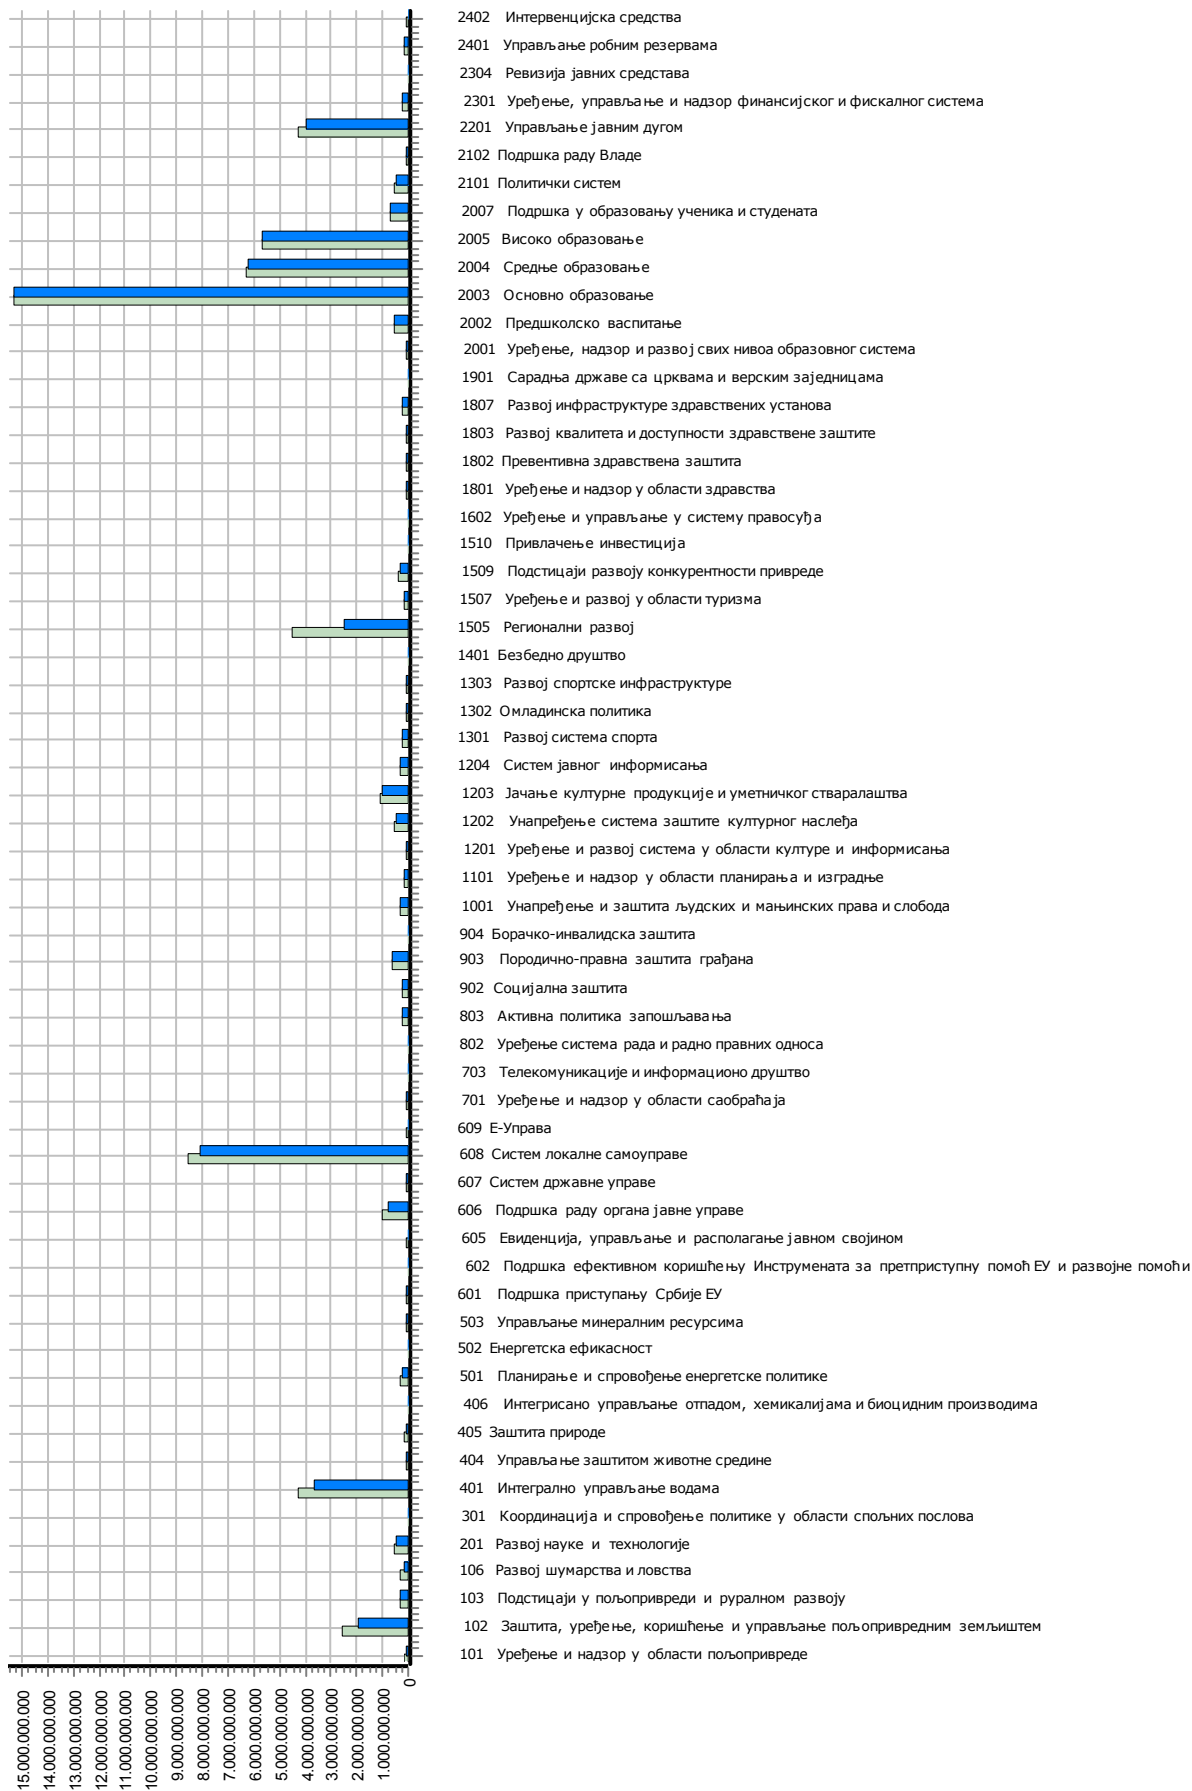 2402 Интервенцијска средства
2401 Управљање робним резервама
2304 Ревизија јавних средстава
2301 Уређење, управљање и надзор финансијског и фискалног система
2201 Управљање јавним дугом
2102 Подршка раду Владе
2101 Политички систем
2007 Подршка у образовању ученика и студената
2005 Високо образовање
2004 Средње образовање
2003 Основно образовање
2002 Предшколско васпитање
2001 Уређење, надзор и развој свих нивоа образовног система
1901 Сарадња државе са црквама и верским заједницама
1807 Развој инфраструктуре здравствених установа
1803 Развој квалитета и доступности здравствене заштите
1802 Превентивна здравствена заштита
1801 Уређење и надзор у области здравства
1602 Уређење и управљање у систему правосуђа
1510 Привлачење инвестиција
1509 Подстицаји развоју конкурентности привреде
1507 Уређење и развој у области туризма
1505 Регионални развој
1401 Безбедно друштво
1303 Развој спортске инфраструктуре
1302 Омладинска политика
1301 Развој система спорта
1204 Систем јавног информисања
1203 Јачање културне продукције и уметничког стваралаштва
1202 Унапређење система заштите културног наслеђа
1201 Уређење и развој система у области културе и информисања
1101 Уређење и надзор у области планирања и изградње
1001 Унапређење и заштита људских и мањинских права и слобода
904 Борачко-инвалидска заштита
903 Породично-правна заштита грађана
902 Социјална заштита
803 Активна политика запошљавања
802 Уређење система рада и радно правних односа
703 Телекомуникације и информационо друштво
701 Уређење и надзор у области саобраћаја
609 Е-Управа
608 Систем локалне самоуправе
607 Систем државне управе
606 Подршка раду органа јавне управе
605 Евиденција, управљање и располагање јавном својином
602 Подршка ефективном коришћењу Инструмената за претприступну помоћ ЕУ и развојне помоћи
601 Подршка приступању Србије ЕУ
503 Управљање минералним ресурсима
502 Енергетска ефикасност
501 Планирање и спровођење енергетске политике
406 Интегрисано управљање отпадом, хемикалијама и биоцидним производима
405 Заштита природе
404 Управљање заштитом животне средине
401 Интегрално управљање водама
301 Координација и спровођење политике у области спољних послова
201 Развој науке и технологије
106 Развој шумарства и ловства
103 Подстицаји у пољопривреди и руралном развоју
102 Заштита, уређење, коришћење и управљање пољопривредним земљиштем
101 Уређење и надзор у области пољопривреде
15.000.000.000
14.000.000.000
13.000.000.000
12.000.000.000
11.000.000.000
10.000.000.000
9.000.000.000
8.000.000.000
7.000.000.000
6.000.000.000
5.000.000.000
4.000.000.000
3.000.000.000
2.000.000.000
1.000.000.000
0